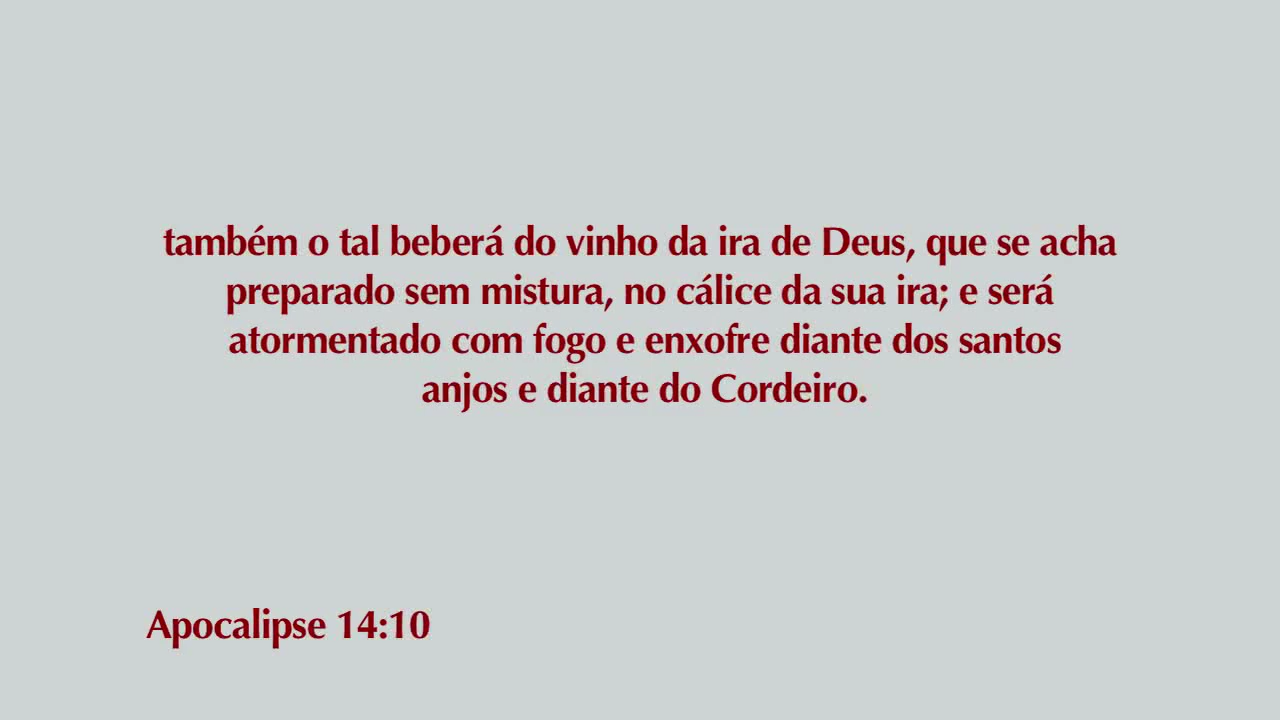 também o tal beberá do vinho da ira de Deus, que se acha
preparado sem mistura, no cálice da sua ira; e será
atormentado com fogo e enxofre diante dos santos
anjos e diante do Cordeiro.
Apocalipse 14:10